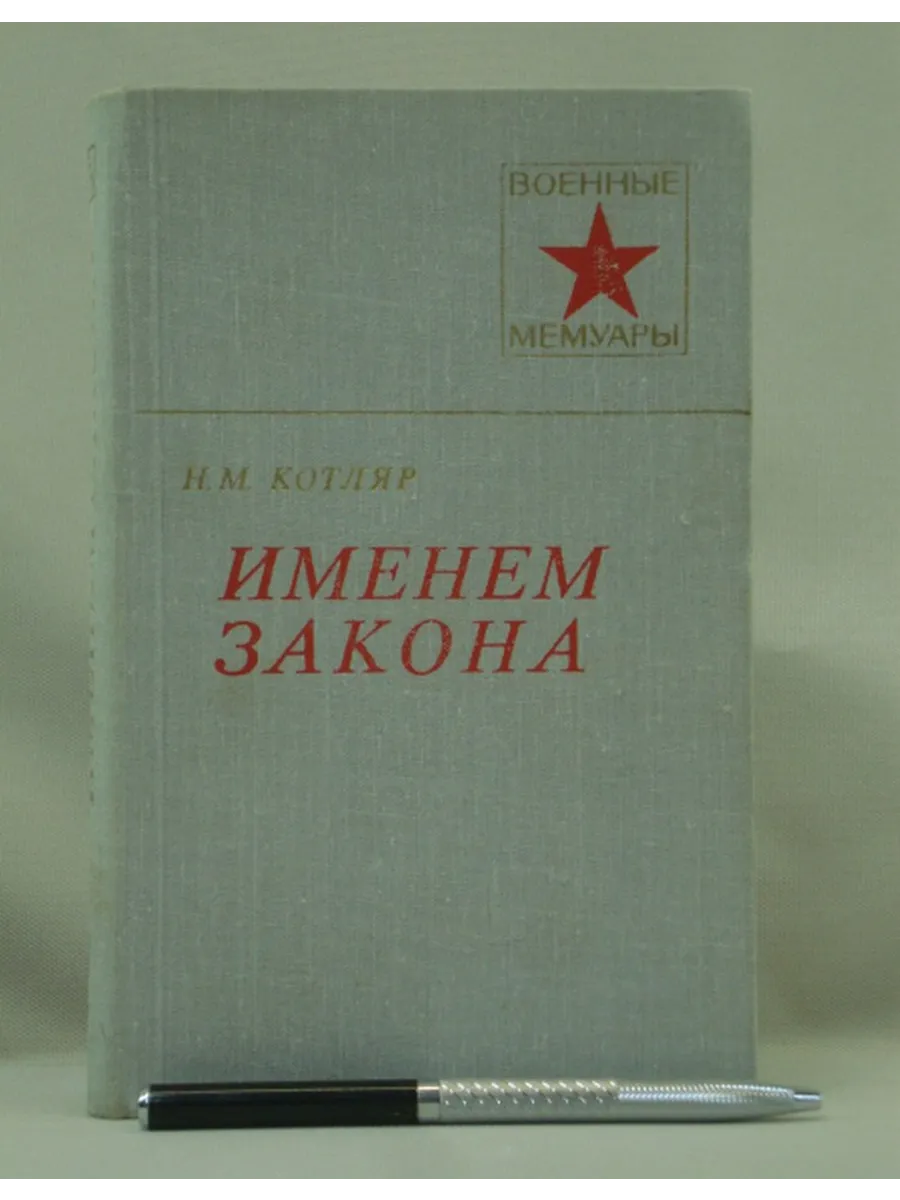 ВОЕННЫЕ
МЕМУАРЫ
Н. М. КОТЛЯР
ИМЕНЕМ
ЗАКОНА